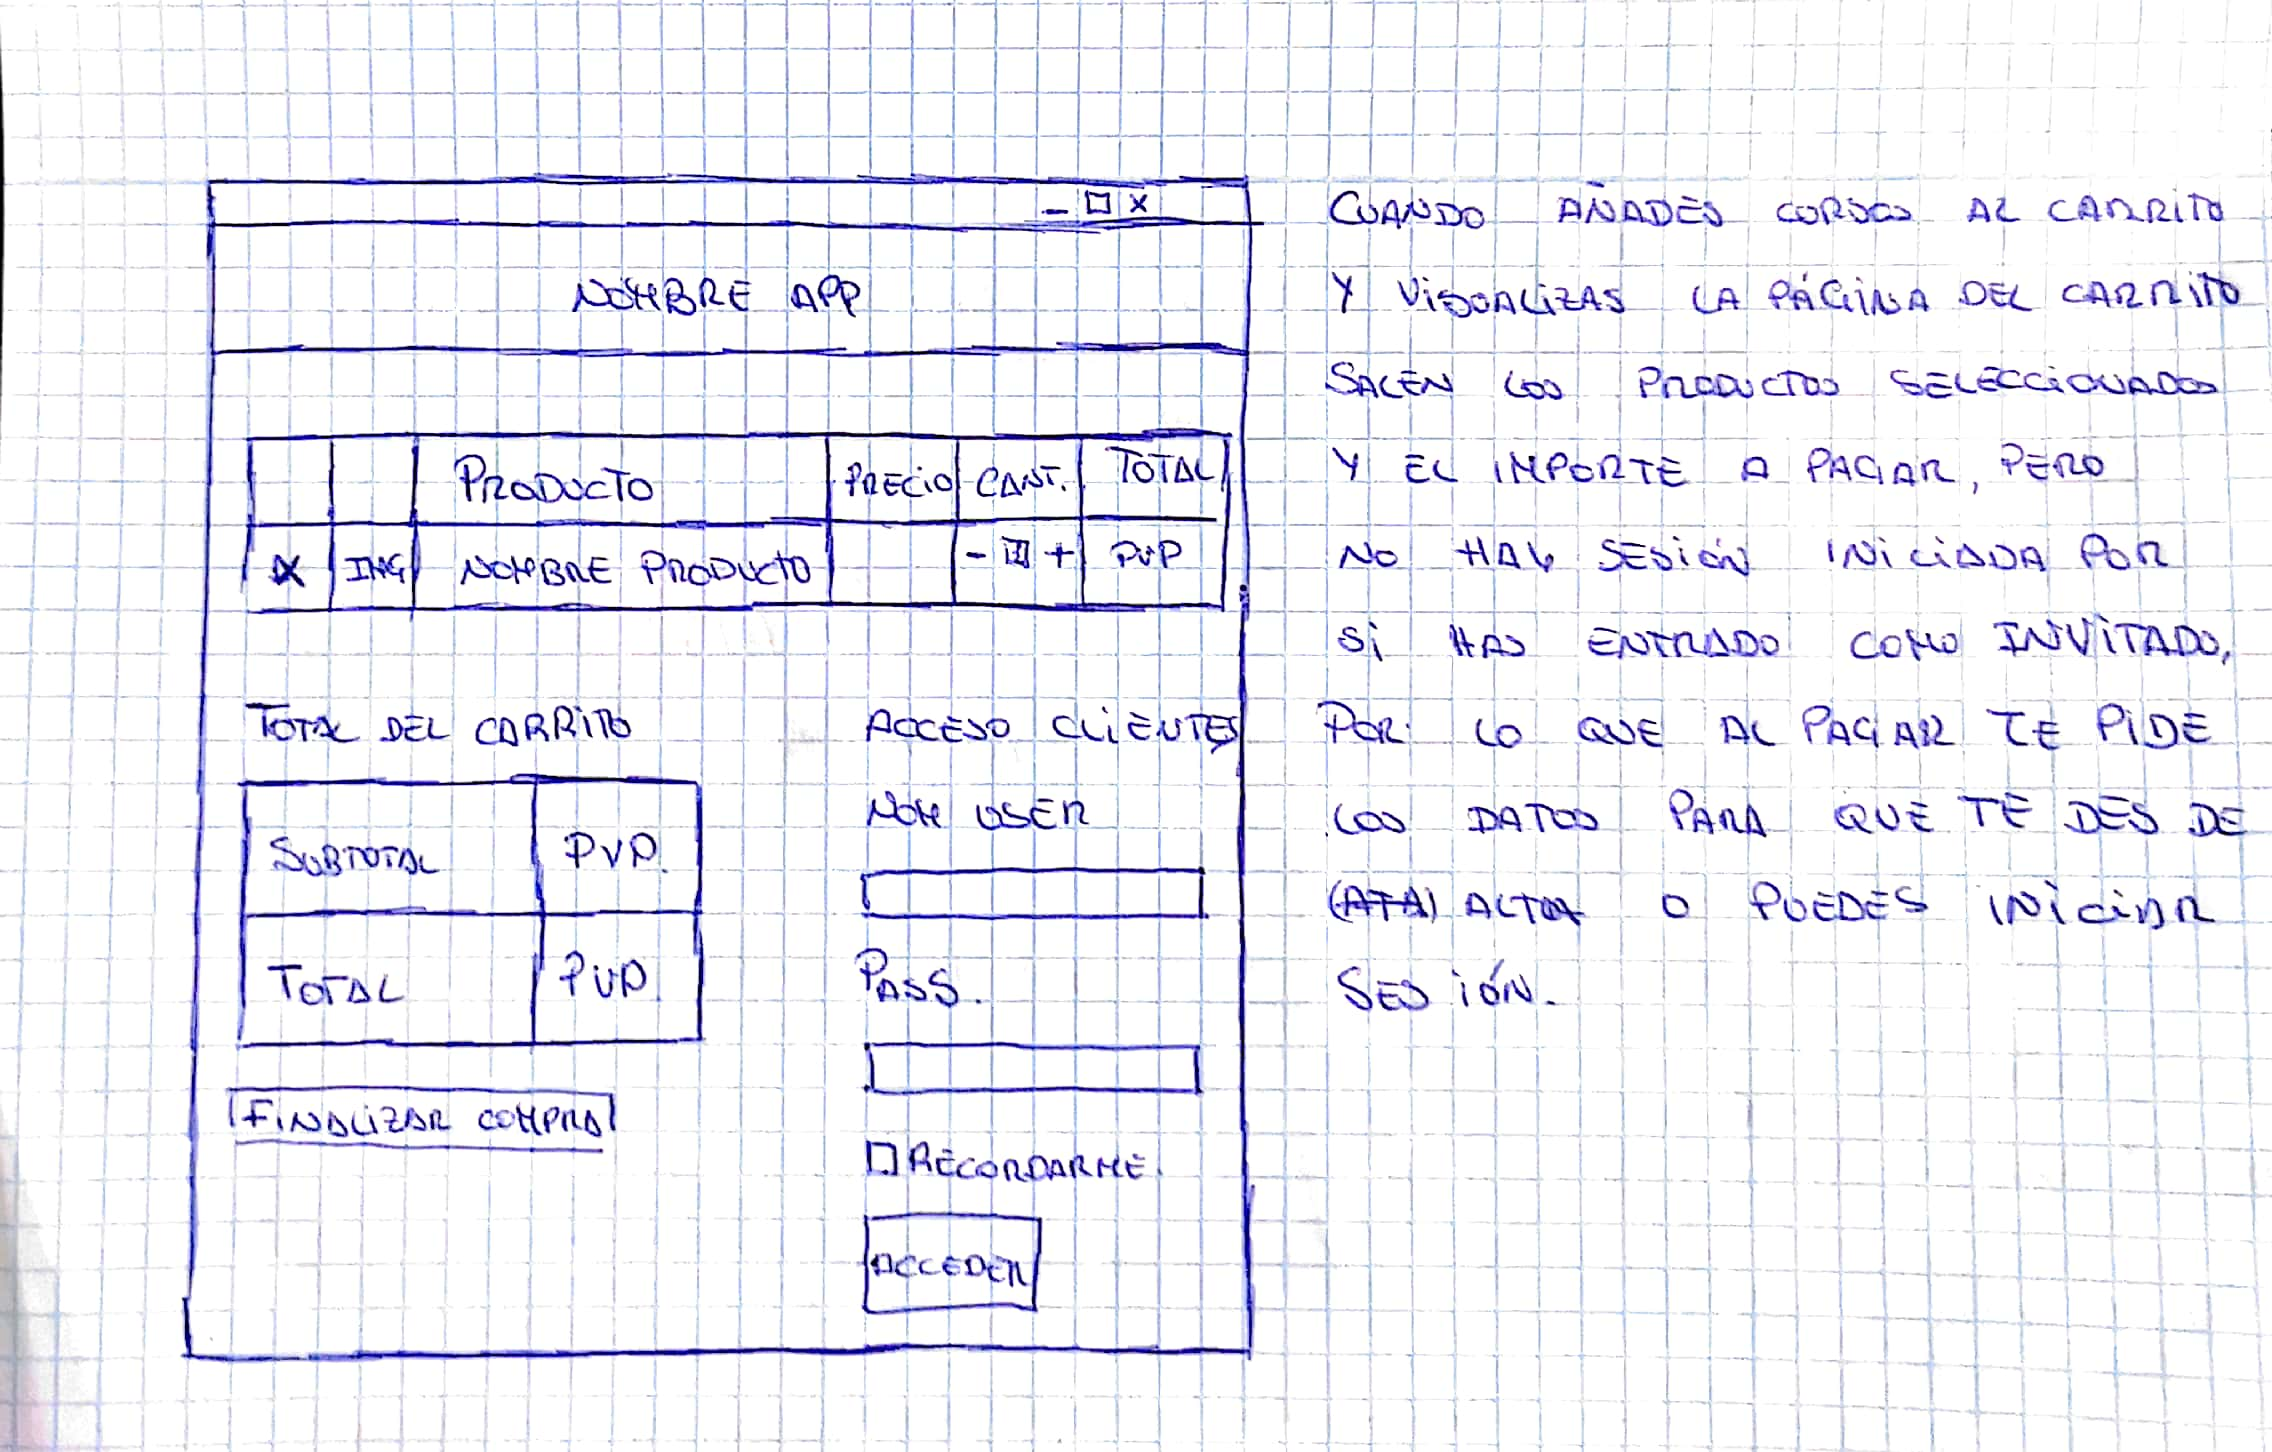 - □ X
NOMBRE APP
PRODUCTO PRECIO CANT. TOTAL
X IMG NOMBRE PRODUCTO - 1 + PVP
TOTAL DEL CARRITO
SUBTOTAL PVP.
TOTAL PVP
FINALIZAR COMPRA
ACCESO CLIENTES
NOM USER
PASS.
RECORDARME.
ACCEDER
CUANDO AÑADES CURSOS AL CARRITO
Y VISUALIZAS LA PÁGINA DEL CARRITO
SALEN LOS PRODUCTOS SELECCIONADOS
Y EL IMPORTE A PAGAR, PERO
NO HAY SESIÓN INICIADA POR
SI HAS ENTRADO COMO INVITADO,
POR LO QUE AL PAGAR TE PIDE
LOS DATOS PARA QUE TE DES DE
(ATA) ALTA O PUEDES INICIAR
SESIÓN.